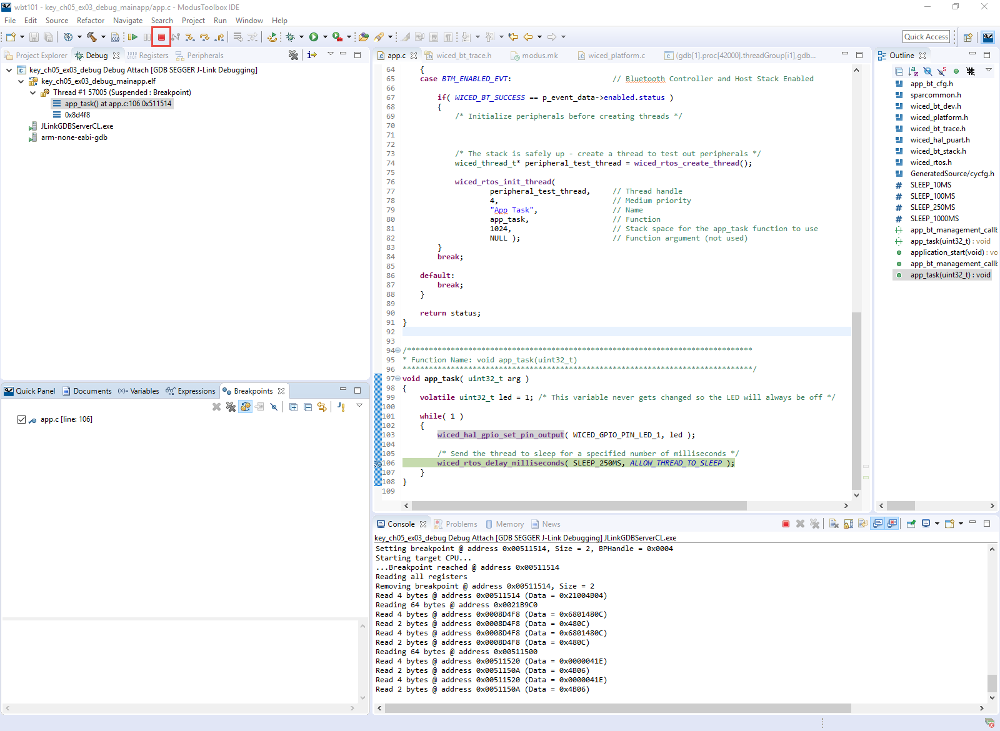 wbt101 - key_ch05_ex03_debug_mainapp/app.c - ModusToolbox IDE
File Edit Source Refactor Navigate Search Project Run Window Help
Quick Access
Project Explorer Debug Registers Peripherals
key_ch05_ex03_debug Debug Attach [GDB SEGGER J-Link Debugging]
key_ch05_ex03_debug_mainapp.elf
Thread #1 57005 (Suspended : Breakpoint)
app_task() at app.c:106 0x511514
0x8d4f8
JLinkGDBServerCL.exe
arm-none-eabi-gdb
Quick Panel Documents (x)= Variables Expressions Breakpoints
app.c [line: 106]
app.c wiced_bt_trace.h modus.mk wiced_platform.c (gdb[1].proc[42000].threadGroup[i1],gdb...
64 {
65 case BTM_ENABLED_EVT: // Bluetooth Controller and Host Stack Enabled
66
67 if( WICED_BT_SUCCESS == p_event_data->enabled.status )
68 {
69 /* Initialize peripherals before creating threads */
70
71
72
73 /* The stack is safely up - create a thread to test out peripherals */
74 wiced_thread_t* peripheral_test_thread = wiced_rtos_create_thread();
75
76 wiced_rtos_init_thread(
77 peripheral_test_thread, // Thread handle
78 4, // Medium priority
79 "App Task", // Name
80 app_task, // Function
81 1024, // Stack space for the app_task function to use
82 NULL ); // Function argument (not used)
83 }
84 break;
85
86 default:
87 break;
88 }
89
90 return status;
91 }
92
93
94 /*******************************************************************************
95 * Function Name: void app_task(uint32_t)
96 ********************************************************************************/
97 void app_task( uint32_t arg )
98 {
99 volatile uint32_t led = 1; /* This variable never gets changed so the LED will always be off */
100
101 while( 1 )
102 {
103 wiced_hal_gpio_set_pin_output( WICED_GPIO_PIN_LED_1, led );
104
105 /* Send the thread to sleep for a specified number of milliseconds */
106 wiced_rtos_delay_milliseconds( SLEEP_250MS, ALLOW_THREAD_TO_SLEEP );
107 }
108 }
109
Outline
app_bt_cfg.h
sparcommon.h
wiced_bt_dev.h
wiced_platform.h
wiced_bt_trace.h
wiced_hal_puart.h
wiced_bt_stack.h
wiced_rtos.h
GeneratedSource/cycfg.h
SLEEP_10MS
SLEEP_100MS
SLEEP_250MS
SLEEP_1000MS
app_bt_management_callb
app_task(uint32_t) : void
application_start(void) : vo
app_bt_management_callb
app_task(uint32_t) : void
Console Problems Memory News
key_ch05_ex03_debug Debug Attach [GDB SEGGER J-Link Debugging] JLinkGDBServerCL.exe
Setting breakpoint @ address 0x00511514, Size = 2, BPHandle = 0x0004
Starting target CPU...
...Breakpoint reached @ address 0x00511514
Reading all registers
Removing breakpoint @ address 0x00511514, Size = 2
Read 4 bytes @ address 0x00511514 (Data = 0x21004B04)
Reading 64 bytes @ address 0x0021B9C0
Read 4 bytes @ address 0x0008D4F8 (Data = 0x6801480C)
Read 2 bytes @ address 0x0008D4F8 (Data = 0x480C)
Read 4 bytes @ address 0x0008D4F8 (Data = 0x6801480C)
Read 2 bytes @ address 0x0008D4F8 (Data = 0x480C)
Reading 64 bytes @ address 0x00511500
Read 4 bytes @ address 0x00511520 (Data = 0x0000041E)
Read 2 bytes @ address 0x0051150A (Data = 0x4B06)
Read 4 bytes @ address 0x00511520 (Data = 0x0000041E)
Read 2 bytes @ address 0x0051150A (Data = 0x4B06)